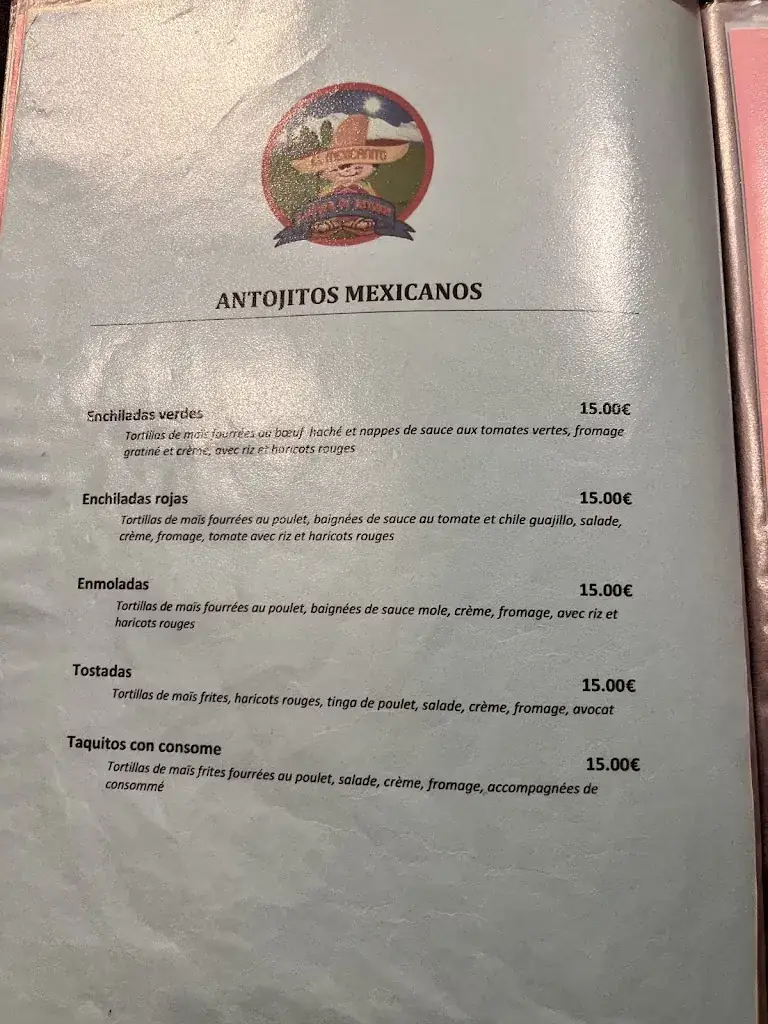 EL MEXICANITO
ANTOJITOS MEXICANOS
Enchiladas verdes 15.00€
Tortillas de maïs fourrées au bœuf haché et nappes de sauce aux tomates vertes, fromage
gratiné et crème, avec riz et haricots rouges
Enchiladas rojas 15.00€
Tortillas de maïs fourrées au poulet, baignées de sauce au tomate et chile guajillo, salade,
crème, fromage, tomate avec riz et haricots rouges
Enmoladas 15.00€
Tortillas de maïs fourrées au poulet, baignées de sauce mole, crème, fromage, avec riz et
haricots rouges
Tostadas 15.00€
Tortillas de maïs frites, haricots rouges, tinga de poulet, salade, crème, fromage, avocat
Taquitos con consome 15.00€
Tortillas de maïs frites fourrées au poulet, salade, crème, fromage, accompagnées de
consommé